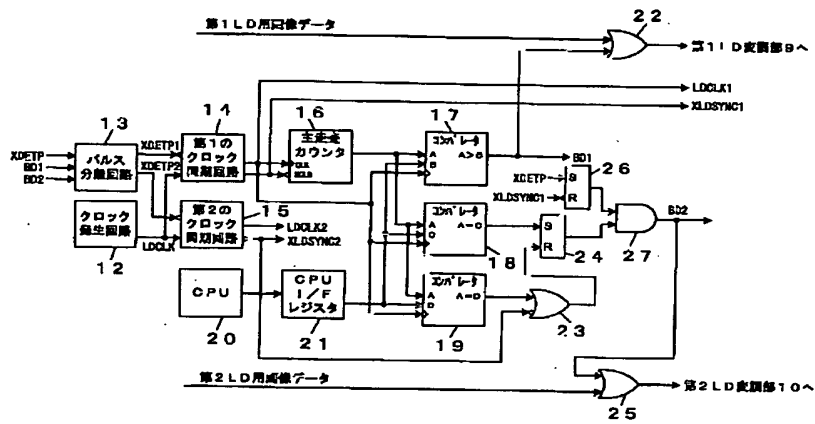 第1LD用画像データ
22
第1LD変調部9へ
LDCLK1
XLDSYNC1
13
14
16
17
XDETP
BD1
BD2
パルス
分離回路
XDETP1
XDETP2
第1の
クロック
同期回路
主走査
カウンタ
CLK
XCLR
コンパレータ
A
B
A>B
BD1
26
XDETP
XLDSYNC1
S
R
クロック
発生回路
LDCLK
12
第2の
クロック
同期回路
15
LDCLK2
XLDSYNC2
コンパレータ
A
18
S
R
24
27
BD2
CPU
20
CPU
I/F
レジスタ
21
コンパレータ
A
19
23
第2LD用画像データ
25
第2LD変調部10へ